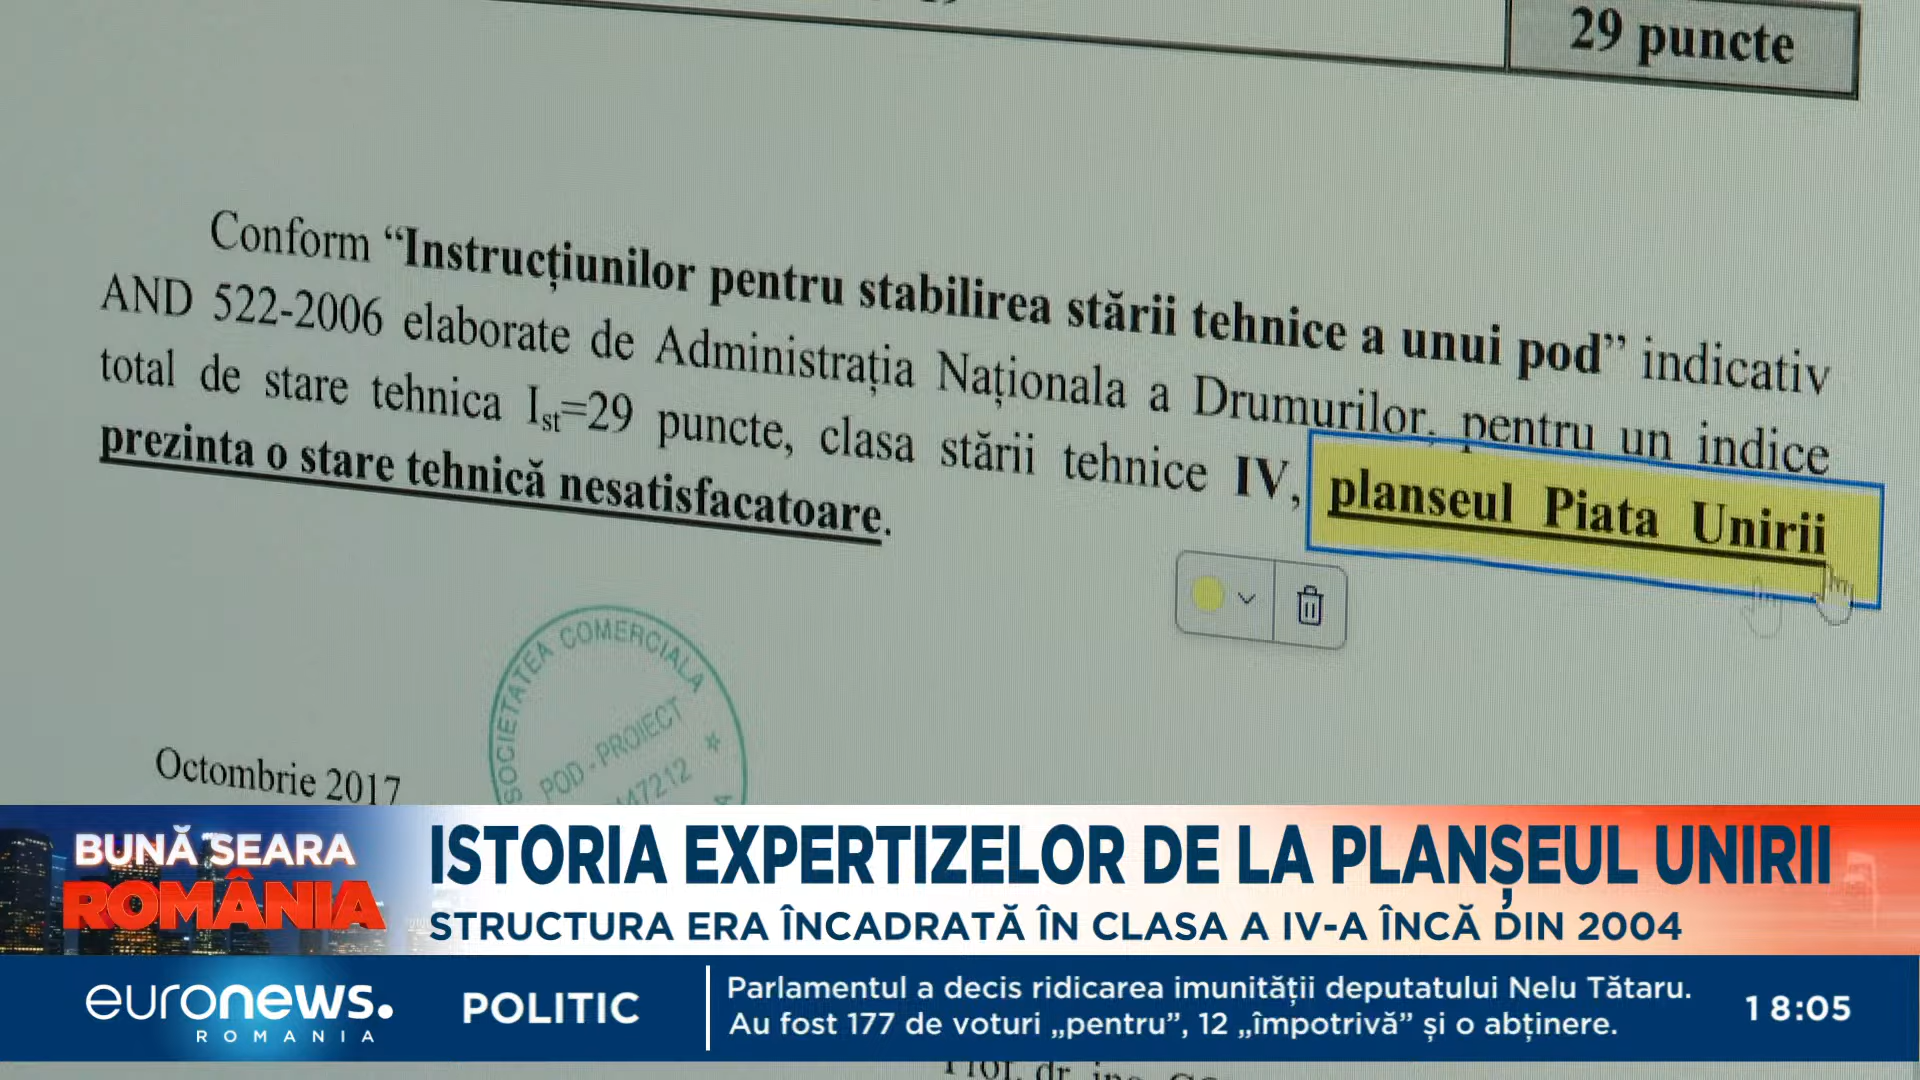 29 puncte
Conform “Instrucțiunilor pentru stabilirea stării tehnice a unui pod” indicativ
AND 522-2006 elaborate de Administrația Naționala a Drumurilor, pentru un indice
total de stare tehnica Ist=29 puncte, clasa stării tehnice IV, planseul Piata Unirii
prezinta o stare tehnică nesatisfacatoare.
SOCIETATEA COMERCIALA
POD-PROIECT
47212
Octombrie 2017
BUNĂ SEARA
ROMÂNIA
ISTORIA EXPERTIZELOR DE LA PLANȘEUL UNIRII
STRUCTURA ERA ÎNCADRATĂ ÎN CLASA A IV-A ÎNCĂ DIN 2004
euronews.
ROMANIA
POLITIC
Parlamentul a decis ridicarea imunității deputatului Nelu Tătaru.
Au fost 177 de voturi „pentru”, 12 „împotrivă” și o abținere.
18:05
Prof. dr. ing.